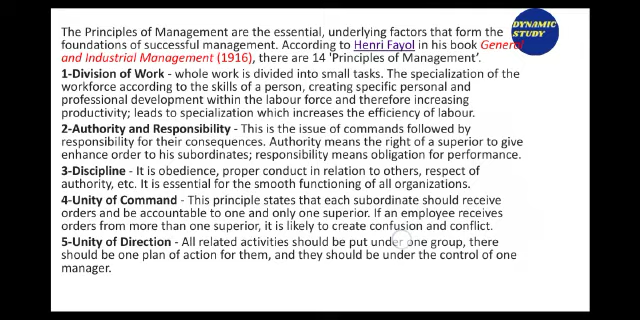 The Principles of Management are the essential, underlying factors that form the
foundations of successful management. According to Henri Fayol in his book General
and Industrial Management (1916), there are 14 'Principles of Management'.
1-Division of Work - whole work is divided into small tasks. The specialization of the
workforce according to the skills of a person, creating specific personal and
professional development within the labour force and therefore increasing
productivity; leads to specialization which increases the efficiency of labour.
2-Authority and Responsibility - This is the issue of commands followed by
responsibility for their consequences. Authority means the right of a superior to give
enhance order to his subordinates; responsibility means obligation for performance.
3-Discipline - It is obedience, proper conduct in relation to others, respect of
authority, etc. It is essential for the smooth functioning of all organizations.
4-Unity of Command - This principle states that each subordinate should receive
orders and be accountable to one and only one superior. If an employee receives
orders from more than one superior, it is likely to create confusion and conflict.
5-Unity of Direction - All related activities should be put under one group, there
should be one plan of action for them, and they should be under the control of one
manager.
DYNAMIC
STUDY